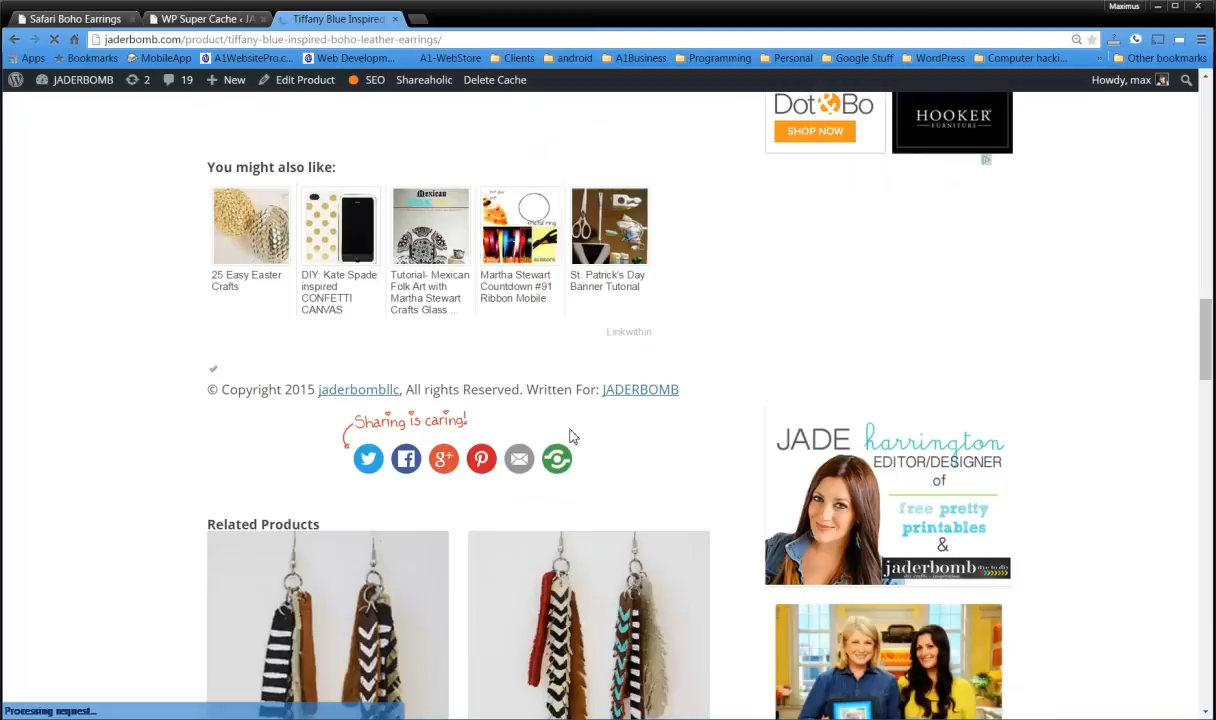 Maximus
Safari Boho Earrings
WP Super Cache ‹ JA
Tiffany Blue Inspired
jaderbomb.com/product/tiffany-blue-inspired-boho-leather-earrings/
Apps Bookmarks MobileApp A1WebsitePro.c... Web Developm... A1-WebStore Clients android A1Business Programming Personal Google Stuff WordPress Computer hacki... » Other bookmarks
JADERBOMB 2 19 + New Edit Product SEO Shareaholic Delete Cache Howdy, max
Dot&Bo
SHOP NOW
HOOKER
FURNITURE
You might also like:
Mexican
metal ring
scissors
25 Easy Easter
Crafts
DIY: Kate Spade
inspired
CONFETTI
CANVAS
Tutorial- Mexican
Folk Art with
Martha Stewart
Crafts Glass ...
Martha Stewart
Countdown #91
Ribbon Mobile
St. Patrick's Day
Banner Tutorial
Linkwithin
© Copyright 2015 jaderbombllc, All rights Reserved. Written For: JADERBOMB
Sharing is caring!
Related Products
JADE harrington
EDITOR/DESIGNER
of
free pretty
printables
&
jaderbomb
Processing request...